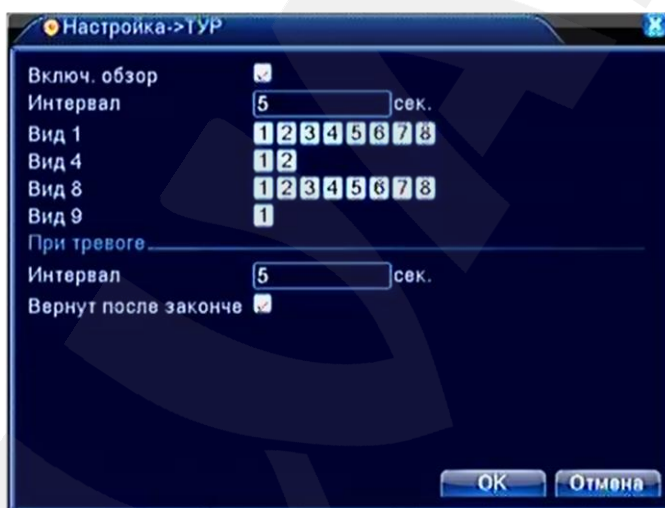 Настройка->ТУР
Включ. обзор
Интервал 5 сек.
Вид 1 1 2 3 4 5 6 7 8
Вид 4 1 2
Вид 8 1 2 3 4 5 6 7 8
Вид 9 1
При тревоге
Интервал 5 сек.
Вернут после законче
OK Отмена